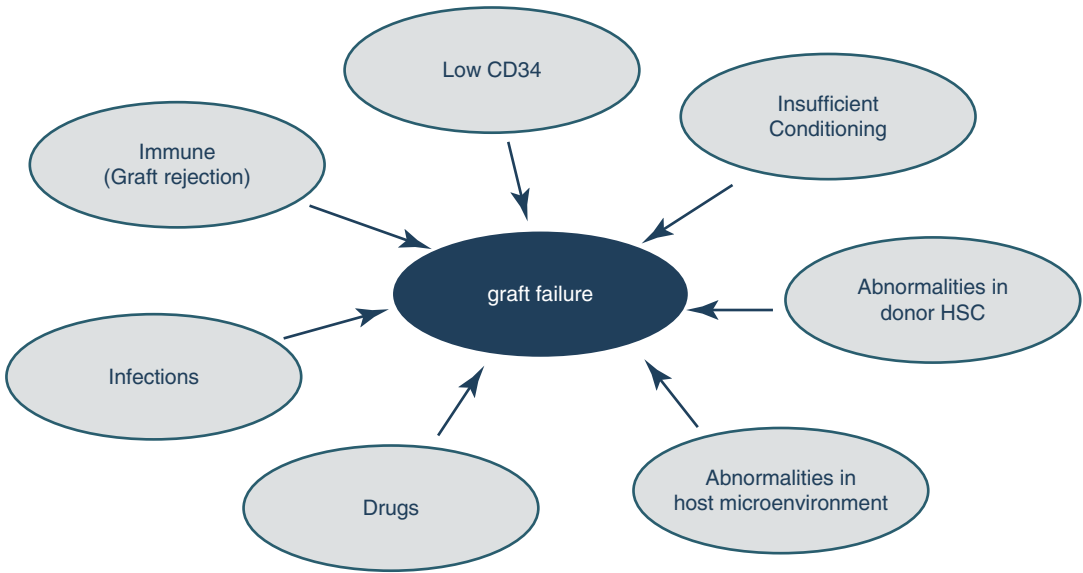 Low CD34
Insufficient
Conditioning
Immune
(Graft rejection)
graft failure
Abnormalities in
donor HSC
Infections
Abnormalities in
host microenvironment
Drugs